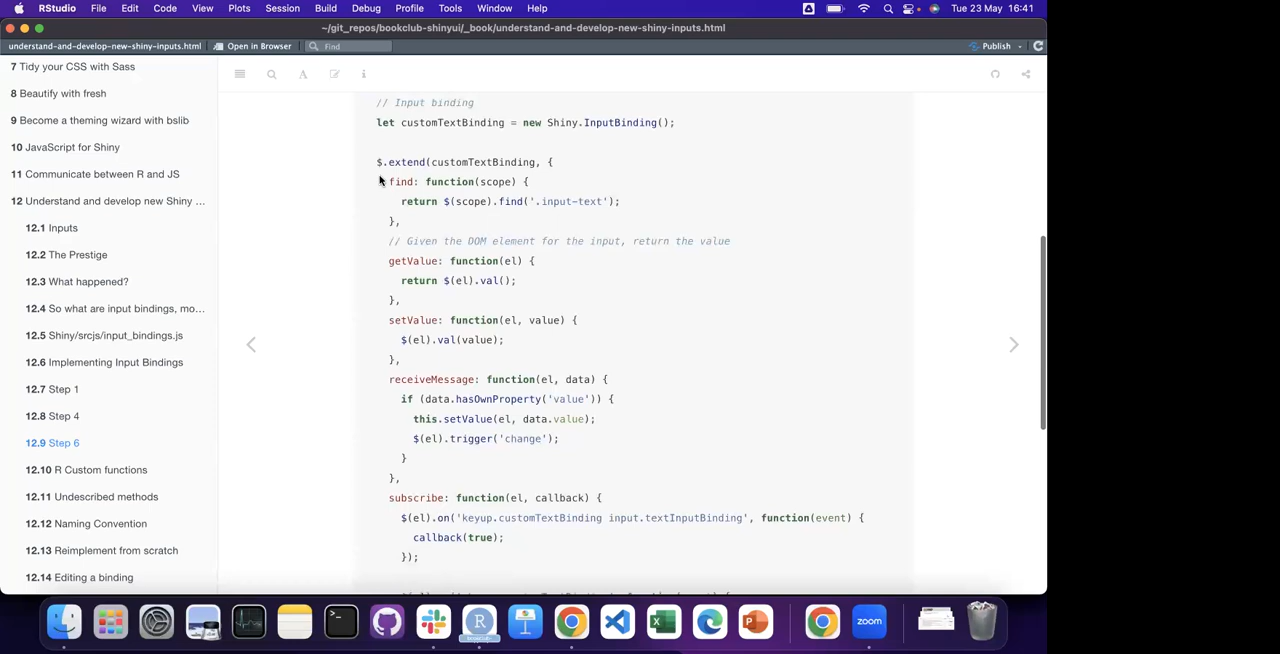 RStudio File Edit Code View Plots Session Build Debug Profile Tools Window Help Tue 23 May 16:41
~/git_repos/bookclub-shinyui/_book/understand-and-develop-new-shiny-inputs.html
understand-and-develop-new-shiny-inputs.html Open in Browser Find Publish
7 Tidy your CSS with Sass
8 Beautify with fresh
9 Become a theming wizard with bslib
10 JavaScript for Shiny
11 Communicate between R and JS
12 Understand and develop new Shiny ...
12.1 Inputs
12.2 The Prestige
12.3 What happened?
12.4 So what are input bindings, mo...
12.5 Shiny/srcjs/input_bindings.js
12.6 Implementing Input Bindings
12.7 Step 1
12.8 Step 4
12.9 Step 6
12.10 R Custom functions
12.11 Undescribed methods
12.12 Naming Convention
12.13 Reimplement from scratch
12.14 Editing a binding
// Input binding
let customTextBinding = new Shiny.InputBinding();
$.extend(customTextBinding, {
find: function(scope) {
return $(scope).find('.input-text');
},
// Given the DOM element for the input, return the value
getValue: function(el) {
return $(el).val();
},
setValue: function(el, value) {
$(el).val(value);
},
receiveMessage: function(el, data) {
if (data.hasOwnProperty('value')) {
this.setValue(el, data.value);
$(el).trigger('change');
}
},
subscribe: function(el, callback) {
$(el).on('keyup.customTextBinding input.textInputBinding', function(event) {
callback(true);
});
zoom